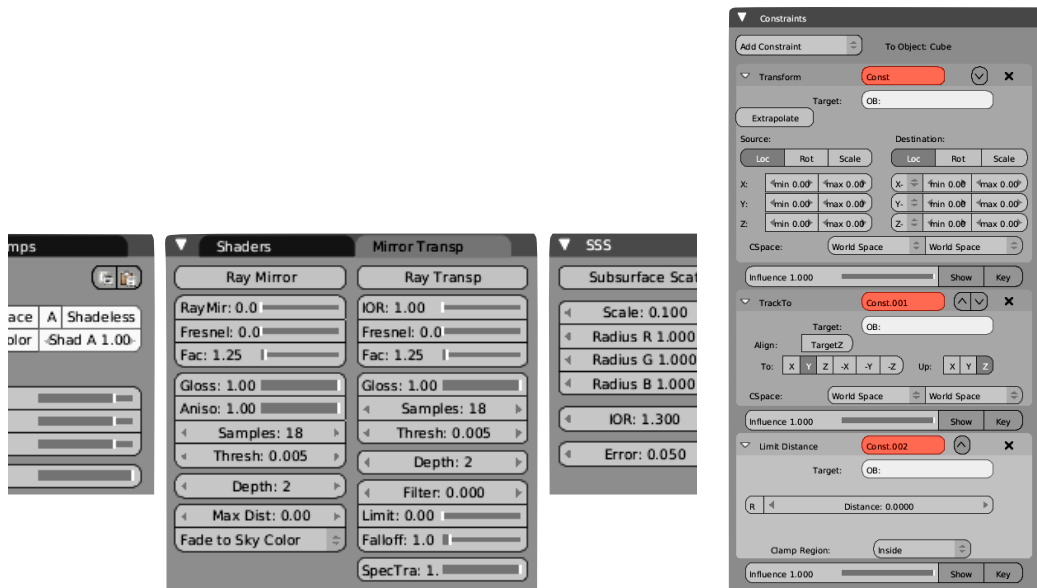 mps
ace A Shadeless
olor Shad A 1.00
Shaders Mirror Transp
Ray Mirror Ray Transp
RayMir: 0.0 IOR: 1.00
Fresnel: 0.0 Fresnel: 0.0
Fac: 1.25 Fac: 1.25
Gloss: 1.00 Gloss: 1.00
Aniso: 1.00 Samples: 18
Samples: 18 Thresh: 0.005
Thresh: 0.005 Depth: 2
Depth: 2 Filter: 0.000
Max Dist: 0.00 Limit: 0.00
Fade to Sky Color Falloff: 1.0
SpecTra: 1.
SSS
Subsurface Scat
Scale: 0.100
Radius R 1.000
Radius G 1.000
Radius B 1.000
IOR: 1.300
Error: 0.050
Constraints
Add Constraint To Object: Cube
Transform Const
Target: OB:
Extrapolate
Source: Destination:
Loc Rot Scale Loc Rot Scale
X: min 0.00 max 0.00 X- min 0.00 max 0.00
Y: min 0.00 max 0.00 Y- min 0.00 max 0.00
Z: min 0.00 max 0.00 Z- min 0.00 max 0.00
CSpace: World Space World Space
Influence 1.000 Show Key
TrackTo Const.001
Target: OB:
Align: TargetZ
To: X Y Z -X -Y -Z Up: X Y Z
CSpace: World Space World Space
Influence 1.000 Show Key
Limit Distance Const.002
Target: OB:
R Distance: 0.0000
Clamp Region: Inside
Influence 1.000 Show Key